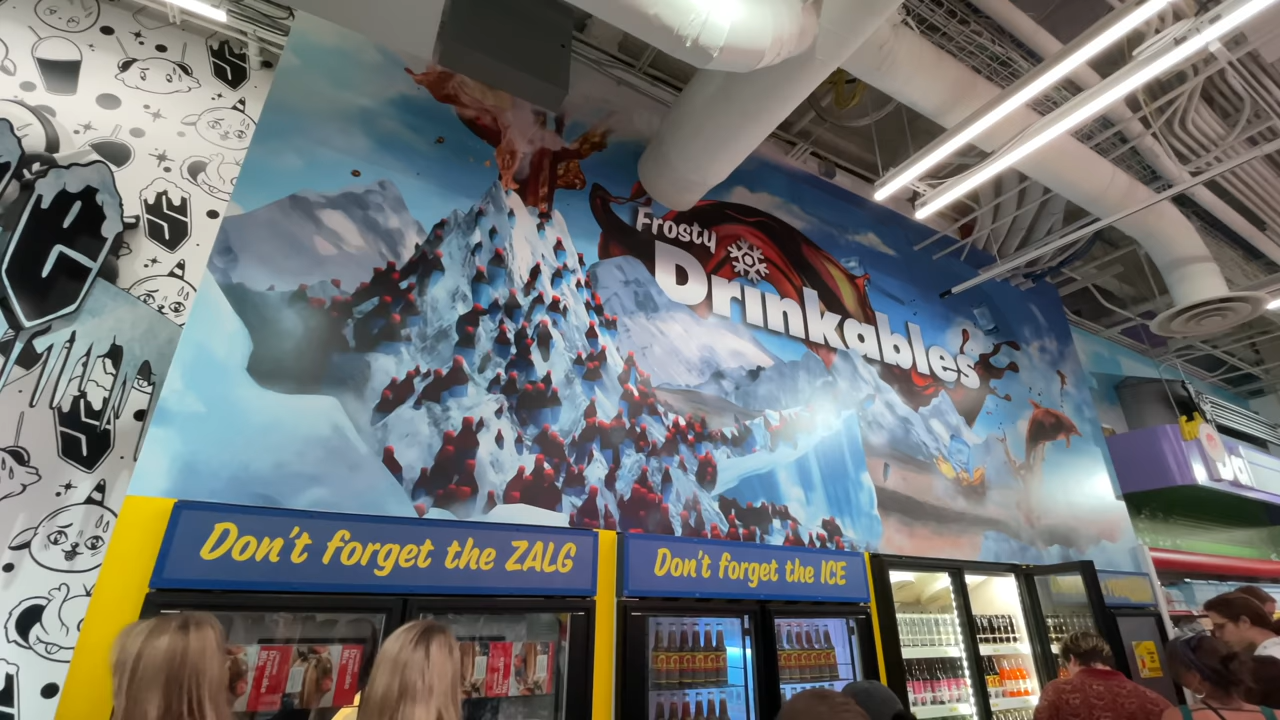 Frosty
Drinkables
Don't forget the ZALG
Don't forget the ICE